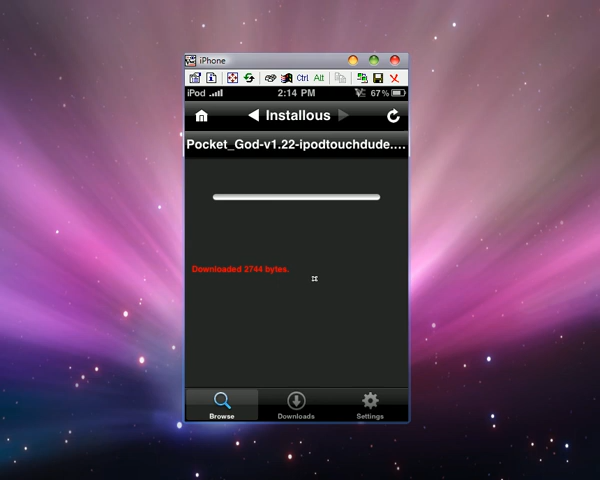 iPhone
Ctrl Alt
iPod 2:14 PM 67%
Installous
Pocket_God-v1.22-ipodtouchdude....
Downloaded 2744 bytes.
Browse Downloads Settings